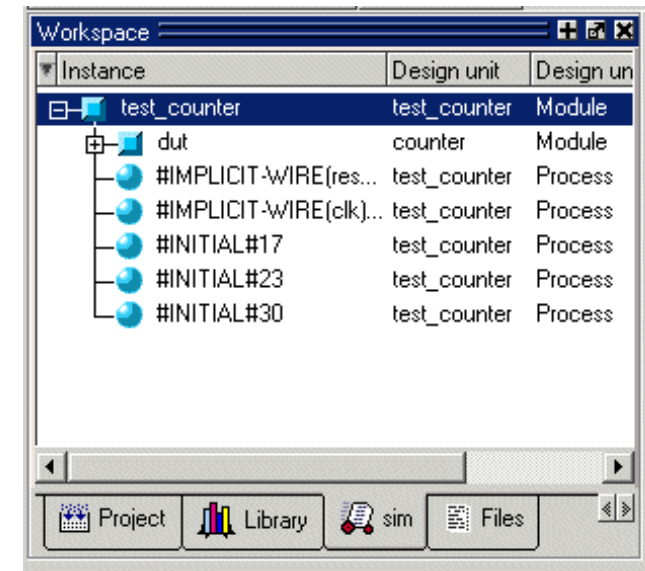 Workspace
Instance Design unit Design un
test_counter test_counter Module
dut counter Module
#IMPLICIT-WIRE(res... test_counter Process
#IMPLICIT-WIRE(clk)... test_counter Process
#INITIAL#17 test_counter Process
#INITIAL#23 test_counter Process
#INITIAL#30 test_counter Process
Project Library sim Files